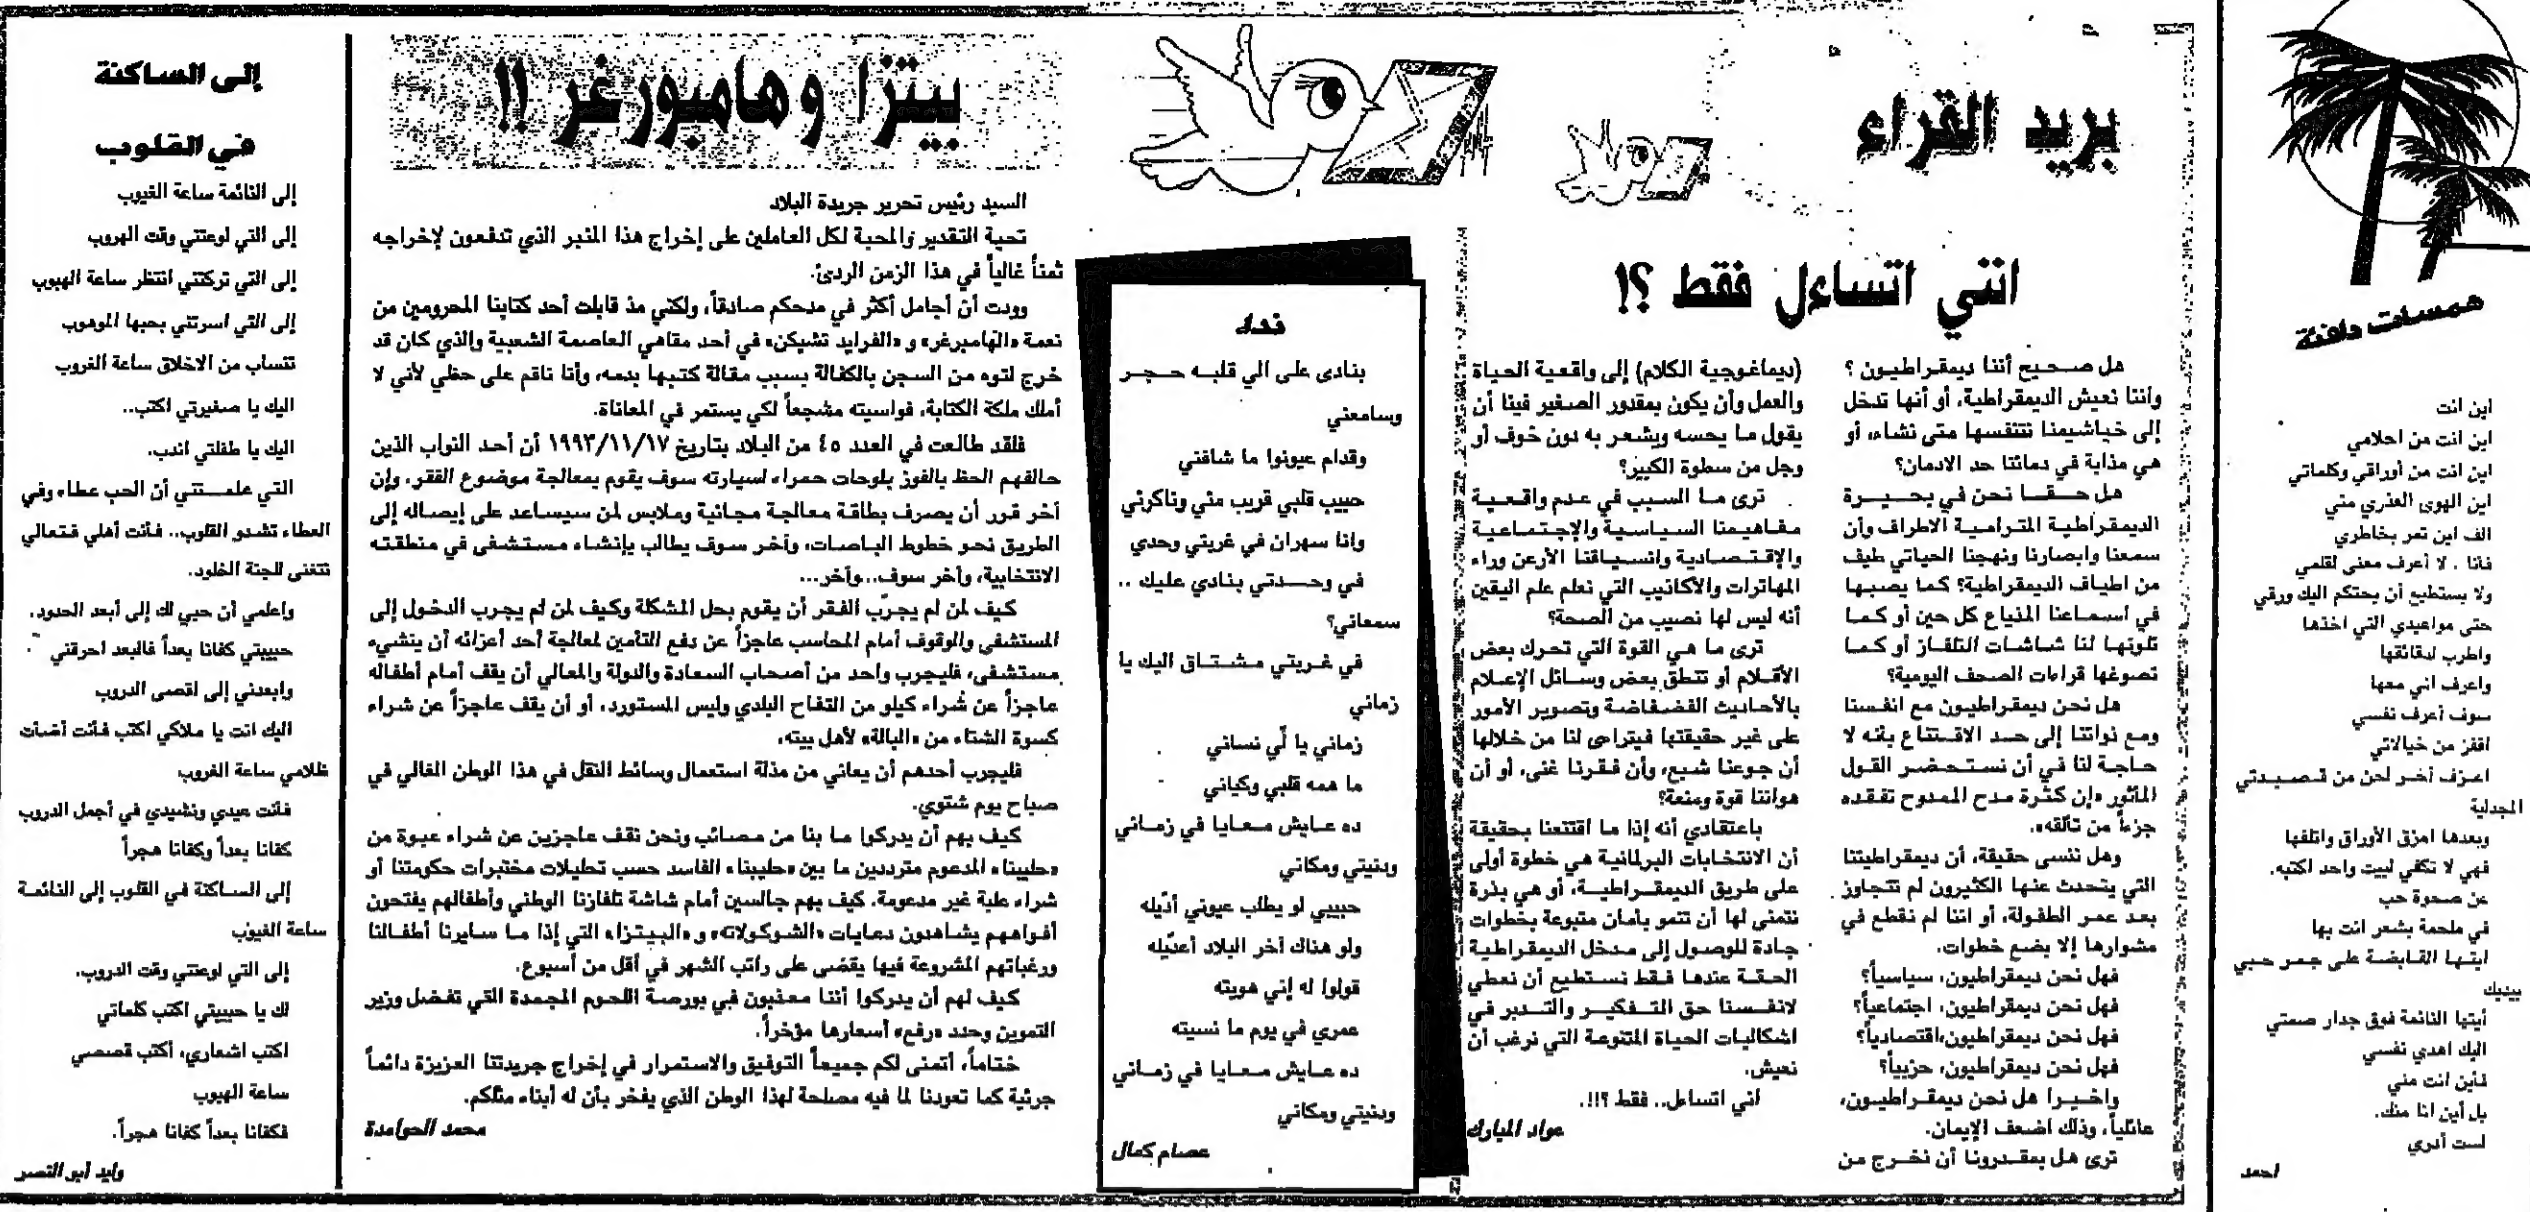 همسات دافئة
اين انت
اين انت من احلامي
اين انت من أوراقي وكلماتي
اين الهوى العذري مني
الف اين تمر بخاطري
فانا . لا أعرف معنى لقلمي
ولا يستطيع أن يحتكم اليك ورقي
حتى مواعيدي التي اخذها
واطرب لدقائقها
واعرف اني معها
سوف أعرف نفسي
اقفز من خيالاتي
اعزف آخر لحن من قصيدتي
المجدلية
وبعدها امزق الأوراق واتلفها
فهي لا تكفي لبيت واحد اكتبه.
عن صحوة حب
في ملحمة بشعر انت بها
ايتها القابضة على جمر حبي
بيديك
أيتها النائمة فوق جدار صمتي
اليك اهدي نفسي
فأين انت مني
بل أين انا منك.
لست أدري
احمد
بريد القراء
انني اتساءل فقط ؟!
هل صحيح أننا ديمقراطيون ؟
وأننا نعيش الديمقراطية، أو أنها تدخل
إلى خياشيمنا نتنفسها متى نشاء، أو
هي مذابة في دمائنا حد الادمان؟
هل حقا نحن في بحيرة
الديمقراطية المترامية الاطراف وأن
سمعنا وابصارنا ونهجنا الحياتي طيف
من اطياف الديمقراطية؟ كما يصبها
في اسماعنا المذياع كل حين أو كما
تلونها لنا شاشات التلفاز أو كما
تصوغها قراءات الصحف اليومية؟
هل نحن ديمقراطيون مع انفسنا
ومع ذواتنا إلى حد الاقتناع بأنه لا
حاجة لنا في أن نستحضر القول
المأثور «إن كثرة مدح الممدوح تفقده
جزءاً من تألقه».
وهل ننسى حقيقة، أن ديمقراطيتنا
التي يتحدث عنها الكثيرون لم تتجاوز
بعد عمر الطفولة، أو اننا لم نقطع في
مشوارها إلا بضع خطوات.
فهل نحن ديمقراطيون، سياسياً؟
فهل نحن ديمقراطيون، اجتماعياً؟
فهل نحن ديمقراطيون،اقتصادياً؟
فهل نحن ديمقراطيون، حزبياً؟
واخيرا هل نحن ديمقراطيون،
عائلياً، وذلك اضعف الإيمان.
ترى هل بمقدرونا أن نخرج من
(ديماغوجية الكلام) إلى واقعية الحياة
والعمل وأن يكون بمقدور الصغير فينا أن
يقول ما يحسه ويشعر به دون خوف أو
وجل من سطوة الكبير؟
ترى ما السبب في عدم واقعية
مفاهيمنا السياسية والإجتماعية
والإقتصادية وانسياقنا الأرعن وراء
المهاترات والأكاذيب التي نعلم علم اليقين
أنه ليس لها نصيب من الصحة؟
ترى ما هي القوة التي تحرك بعض
الأقلام أو تنطق بعض وسائل الإعلام
بالأحاديث الفضفاضة وتصوير الأمور
على غير حقيقتها فيتراءى لنا من خلالها
أن جوعنا شبع، وأن فقرنا غنى، أو أن
هواننا قوة ومنعة؟
باعتقادي أنه إذا ما اقتنعنا بحقيقة
أن الانتخابات البرلمانية هي خطوة أولى
على طريق الديمقراطية، أو هي بذرة
نتمنى لها أن تنمو بأمان متبوعة بخطوات
جادة للوصول إلى مدخل الديمقراطية
الحقة عندها فقط نستطيع أن نعطي
لانفسنا حق التفكير والتدبر في
اشكاليات الحياة المتنوعة التي نرغب أن
نعيش.
اني اتساءل.. فقط ؟!!.
عواد المبارك
نداء
بنادى على الي قلبه حجر
وسامعني
وقدام عيونوا ما شافني
حبيب قلبي قريب مني وناكرني
وانا سهران في غربتي وحدي
في وحدتي بنادي عليك ..
سمعاني؟
في غربتي مشتاق اليك يا
زماني
زماني يا لّي نساني
ما همه قلبي وكياني
ده عايش معايا في زماني
ودنيتي ومكاني
حبيبي لو يطلب عيوني أدّيله
ولو هناك آخر البلاد أعدّيله
قولوا له إني هويته
عمري في يوم ما نسيته
ده عايش معايا في زماني
ودنيتي ومكاني
عصام كمال
بيتزا وهامبورغر !!
السيد رئيس تحرير جريدة البلاد
تحية التقدير والمحبة لكل العاملين على إخراج هذا المنبر الذي تدفعون لإخراجه
ثمناً غالياً في هذا الزمن الردئ.
وودت أن أجامل أكثر في مدحكم صادقاً، ولكني مذ قابلت أحد كتابنا المحرومين من
نعمة «الهامبرغر» و «الفرايد تشيكن» في أحد مقاهي العاصمة الشعبية والذي كان قد
خرج لتوه من السجن بالكفالة بسبب مقالة كتبها بدمه، وأنا ناقم على حظي لأني لا
أملك ملكة الكتابة، فواسيته مشجعاً لكي يستمر في المعاناة.
فلقد طالعت في العدد ٤٥ من البلاد بتاريخ ١٩٩٣/١١/١٧ أن أحد النواب الذين
حالفهم الحظ بالفوز بلوحات حمراء لسيارته سوف يقوم بمعالجة موضوع الفقر، وإن
آخر قرر أن يصرف بطاقة معالجة مجانية وملابس لمن سيساعد على إيصاله إلى
الطريق نحو خطوط الباصات، وآخر سوف يطالب بإنشاء مستشفى في منطقته
الانتخابية، وآخر سوف.. وآخر...
كيف لمن لم يجرّب الفقر أن يقوم بحل المشكلة وكيف لمن لم يجرب الدخول إلى
المستشفى والوقوف أمام المحاسب عاجزاً عن دفع التأمين لمعالجة أحد أعزائه أن ينشيء
مستشفى، فليجرب واحد من أصحاب السعادة والدولة والمعالي أن يقف أمام أطفاله
عاجزاً عن شراء كيلو من التفاح البلدي وليس المستورد، أو أن يقف عاجزاً عن شراء
كسوة الشتاء من «البالة» لأهل بيته،
فليجرب أحدهم أن يعاني من مذلة استعمال وسائط النقل في هذا الوطن الغالي في
صباح يوم شتوي.
كيف بهم أن يدركوا ما بنا من مصائب ونحن نقف عاجزين عن شراء عبوة من
«حليبنا» المدعوم مترددين ما بين «حليبنا» الفاسد حسب تحليلات مختبرات حكومتنا أو
شراء علبة غير مدعومة، كيف بهم جالسين أمام شاشة تلفازنا الوطني وأطفالهم يفتحون
أفواههم يشاهدون دعايات «الشوكولاته» و «البيتزا» التي إذا ما سايرنا أطفالنا
ورغباتهم المشروعة فيها يقضى على راتب الشهر في أقل من أسبوع.
كيف لهم أن يدركوا أننا معذبون في بورصة اللحوم المجمدة التي تفضل وزير
التموين وحدد «رفع» أسعارها مؤخراً.
ختاماً، أتمنى لكم جميعاً التوفيق والاستمرار في إخراج جريدتنا العزيزة دائماً
جرئية كما تعودنا لما فيه مصلحة لهذا الوطن الذي يفخر بأن له أبناء مثلكم.
محمد الحوامدة
إلى الساكنة
في القلوب
إلى النائمة ساعة الغيوب
إلى التي لوعتني وقت الهروب
إلى التي تركتني انتظر ساعة الهبوب
إلى التي اسرتني بحبها الموهوب
تنساب من الاخلاق ساعة الغروب
اليك يا صغيرتي اكتب..
اليك يا طفلتي اندب.
التي علمتني أن الحب عطاء وفي
العطاء تشدو القلوب.. فأنت أهلي فتعالي
نتغنى للجنة الخلود.
واعلمي أن حبي لك إلى أبعد الحدود.
حبيبتي كفانا بعداً فالبعد احرقني
وابعدني إلى اقصى الدروب
اليك انت يا ملاكي اكتب فأنت أضأت
ظلامي ساعة الغروب
فأنت عيدي ونشيدي في أجمل الدروب
كفانا بعداً وكفانا هجراً
إلى الساكنة في القلوب إلى النائمة
ساعة الغيوب
إلى التي لوعتني وقت الدروب.
لك يا حبيبتي اكتب كلماتي
اكتب اشعاري، أكتب قصصي
ساعة الهبوب
فكفانا بعداً كفانا هجراً.
وليد أبو النصر